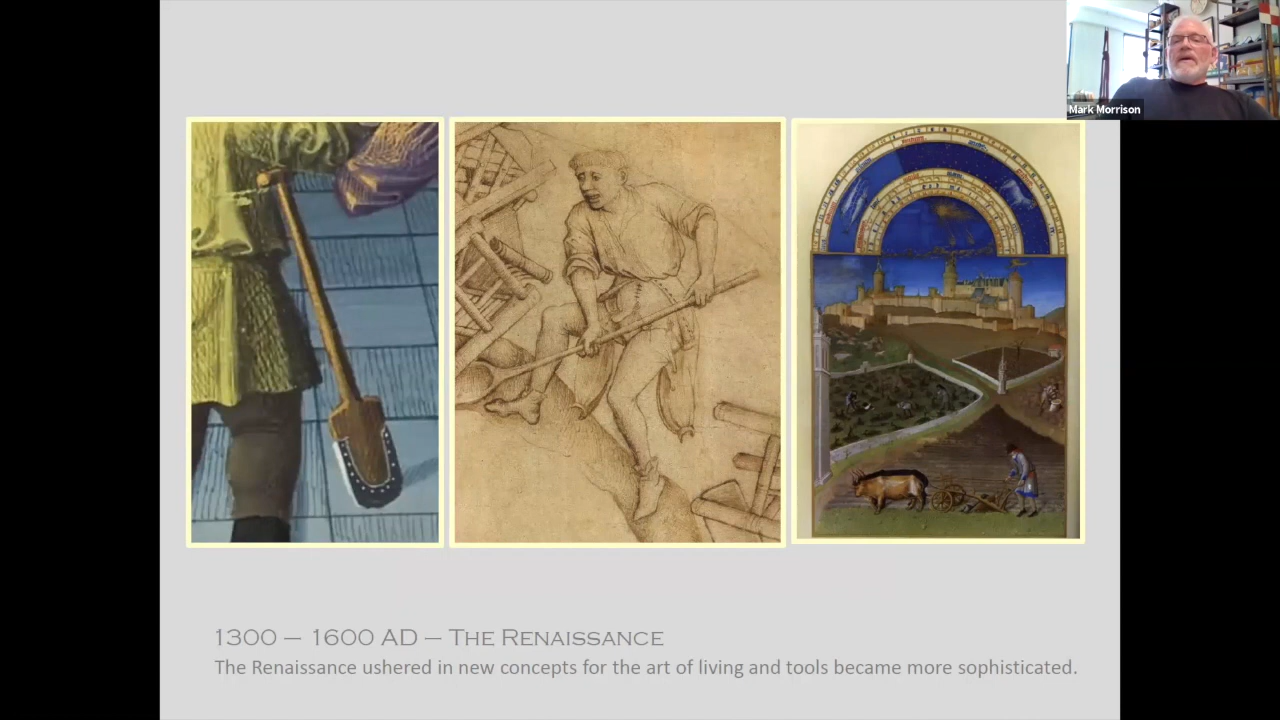 Mark Morrison
1300 – 1600 AD – The Renaissance
The Renaissance ushered in new concepts for the art of living and tools became more sophisticated.